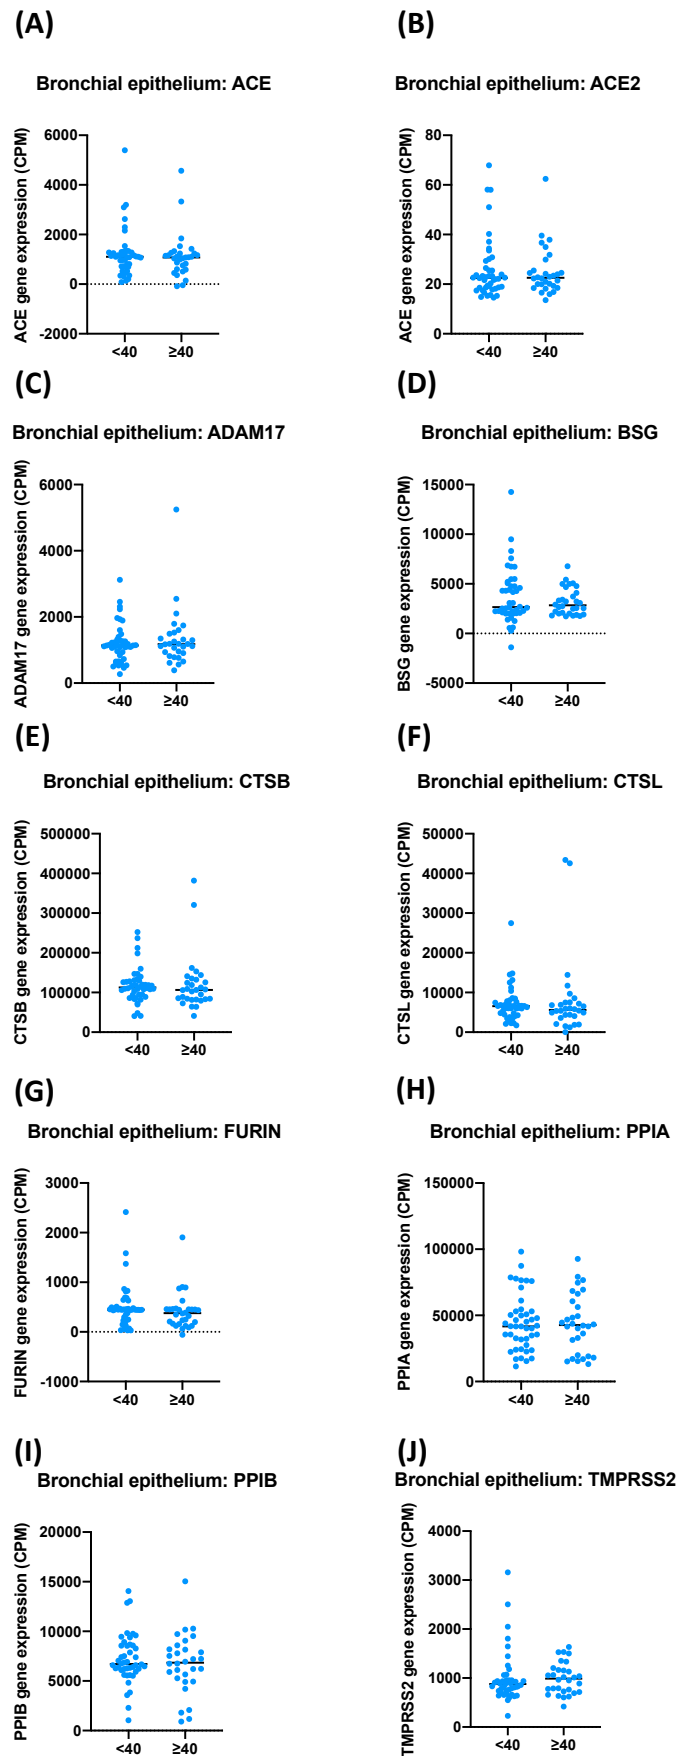 (A)
Bronchial epithelium: ACE
ACE gene expression (CPM)
6000
4000
2000
0
-2000
<40
≥40
(B)
Bronchial epithelium: ACE2
ACE gene expression (CPM)
80
60
40
20
0
<40
≥40
(C)
Bronchial epithelium: ADAM17
ADAM17 gene expression (CPM)
6000
4000
2000
0
<40
≥40
(D)
Bronchial epithelium: BSG
BSG gene expression (CPM)
15000
10000
5000
0
-5000
<40
≥40
(E)
Bronchial epithelium: CTSB
CTSB gene expression (CPM)
500000
400000
300000
200000
100000
0
<40
≥40
(F)
Bronchial epithelium: CTSL
CTSL gene expression (CPM)
50000
40000
30000
20000
10000
0
<40
≥40
(G)
Bronchial epithelium: FURIN
FURIN gene expression (CPM)
3000
2000
1000
0
-1000
<40
≥40
(H)
Bronchial epithelium: PPIA
PPIA gene expression (CPM)
150000
100000
50000
0
<40
≥40
(I)
Bronchial epithelium: PPIB
PPIB gene expression (CPM)
20000
15000
10000
5000
0
<40
≥40
(J)
Bronchial epithelium: TMPRSS2
TMPRSS2 gene expression (CPM)
4000
3000
2000
1000
0
<40
≥40